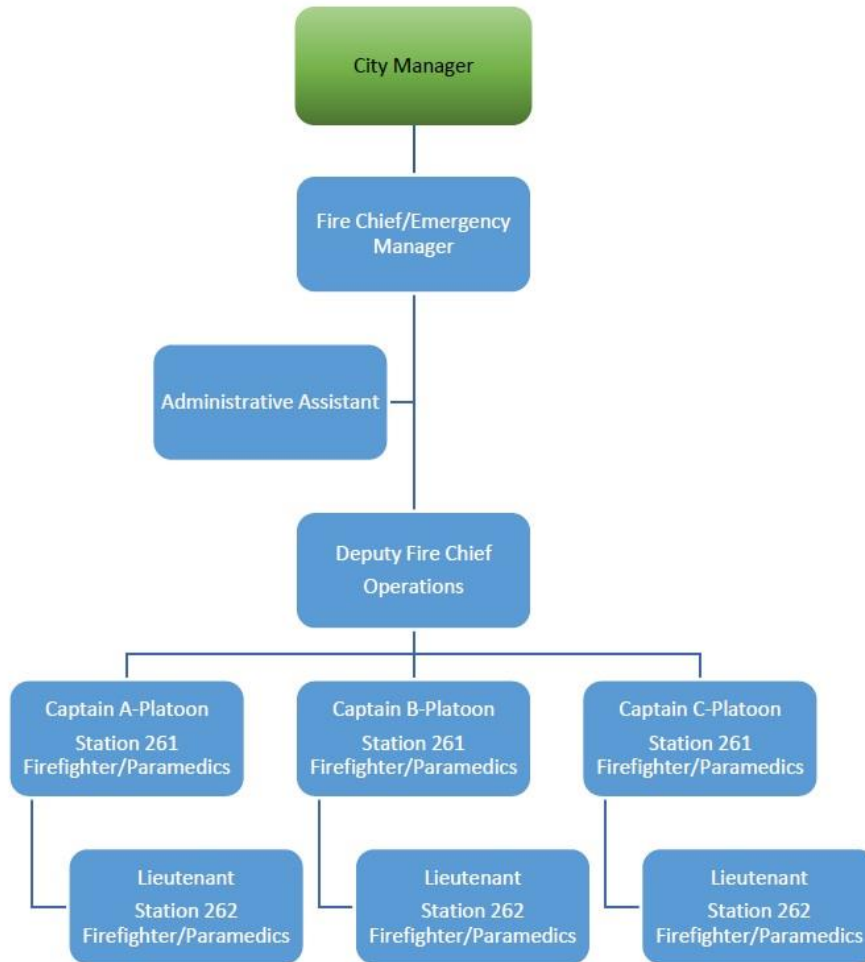 City Manager
Fire Chief/Emergency
Manager
Administrative Assistant
Deputy Fire Chief
Operations
Captain A-Platoon
Station 261
Firefighter/Paramedics
Captain B-Platoon
Station 261
Firefighter/Paramedics
Captain C-Platoon
Station 261
Firefighter/Paramedics
Lieutenant
Station 262
Firefighter/Paramedics
Lieutenant
Station 262
Firefighter/Paramedics
Lieutenant
Station 262
Firefighter/Paramedics